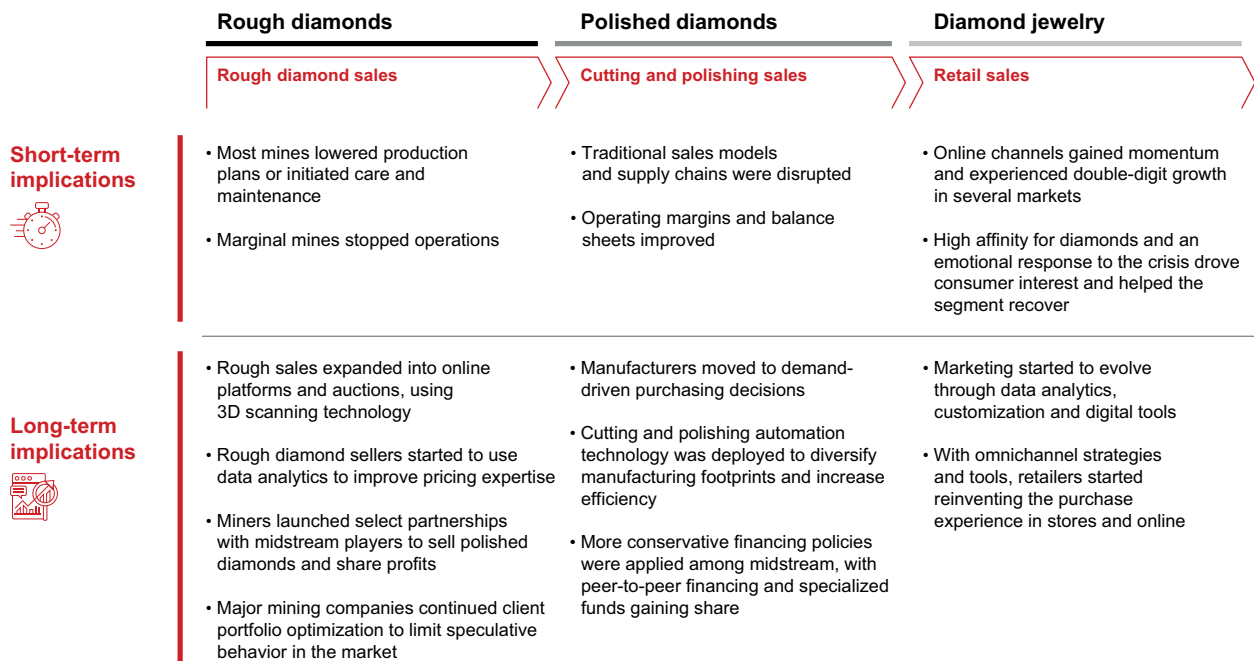 Rough diamonds
Polished diamonds
Diamond jewelry
Rough diamond sales
Cutting and polishing sales
Retail sales
Short-term
implications
• Most mines lowered production
plans or initiated care and
maintenance
• Marginal mines stopped operations
• Traditional sales models
and supply chains were disrupted
• Operating margins and balance
sheets improved
• Online channels gained momentum
and experienced double-digit growth
in several markets
• High affinity for diamonds and an
emotional response to the crisis drove
consumer interest and helped the
segment recover
Long-term
implications
• Rough sales expanded into online
platforms and auctions, using
3D scanning technology
• Rough diamond sellers started to use
data analytics to improve pricing expertise
• Miners launched select partnerships
with midstream players to sell polished
diamonds and share profits
• Major mining companies continued client
portfolio optimization to limit speculative
behavior in the market
• Manufacturers moved to demand-
driven purchasing decisions
• Cutting and polishing automation
technology was deployed to diversify
manufacturing footprints and increase
efficiency
• More conservative financing policies
were applied among midstream, with
peer-to-peer financing and specialized
funds gaining share
• Marketing started to evolve
through data analytics,
customization and digital tools
• With omnichannel strategies
and tools, retailers started
reinventing the purchase
experience in stores and online